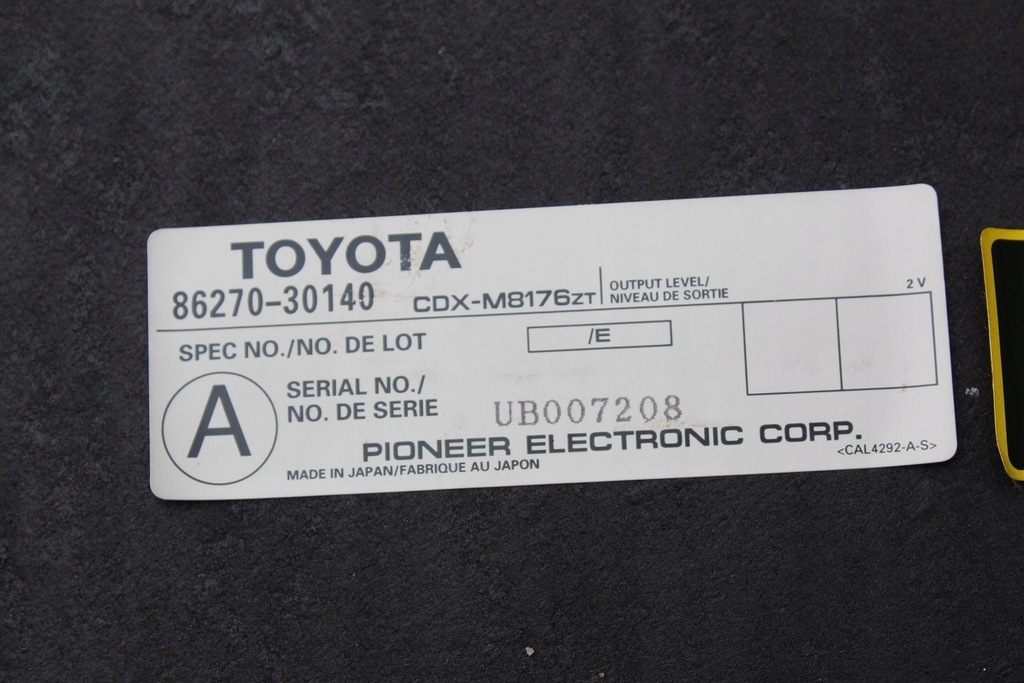 TOYOTA
86270-30140 CDX-M8176ZT OUTPUT LEVEL/
NIVEAU DE SORTIE 2 V
SPEC NO./NO. DE LOT /E
A
SERIAL NO./
NO. DE SERIE UB007208
PIONEER ELECTRONIC CORP.
MADE IN JAPAN/FABRIQUE AU JAPON <CAL4292-A-S>